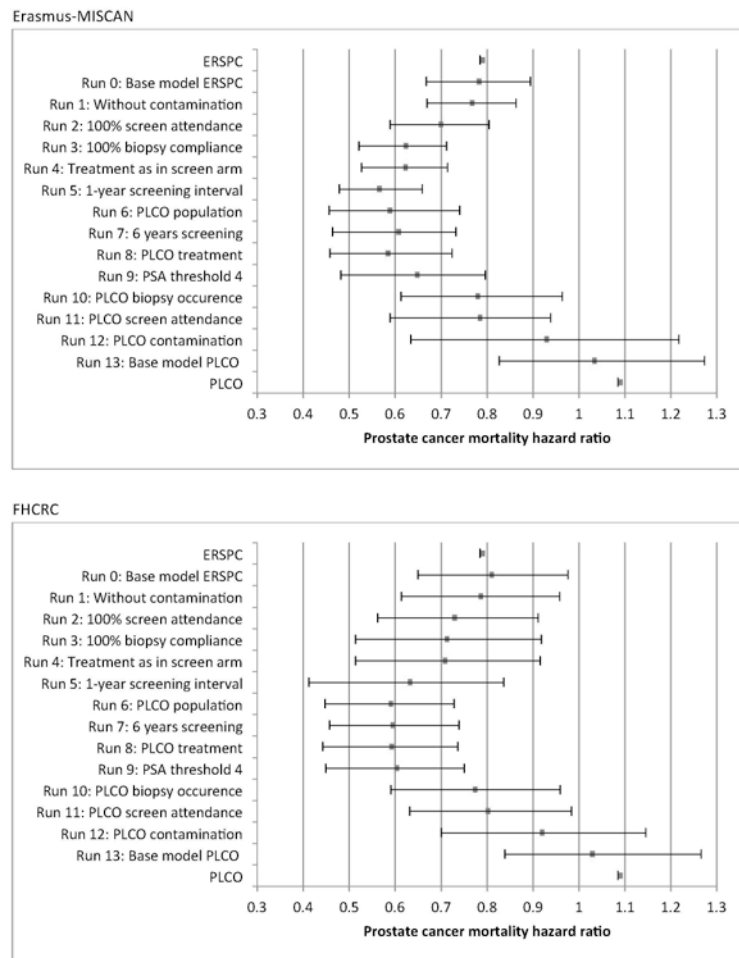 Erasmus-MISCAN
ERSPC
Run 0: Base model ERSPC
Run 1: Without contamination
Run 2: 100% screen attendance
Run 3: 100% biopsy compliance
Run 4: Treatment as in screen arm
Run 5: 1-year screening interval
Run 6: PLCO population
Run 7: 6 years screening
Run 8: PLCO treatment
Run 9: PSA threshold 4
Run 10: PLCO biopsy occurence
Run 11: PLCO screen attendance
Run 12: PLCO contamination
Run 13: Base model PLCO
PLCO
0.3 0.4 0.5 0.6 0.7 0.8 0.9 1 1.1 1.2 1.3
Prostate cancer mortality hazard ratio
FHCRC
ERSPC
Run 0: Base model ERSPC
Run 1: Without contamination
Run 2: 100% screen attendance
Run 3: 100% biopsy compliance
Run 4: Treatment as in screen arm
Run 5: 1-year screening interval
Run 6: PLCO population
Run 7: 6 years screening
Run 8: PLCO treatment
Run 9: PSA threshold 4
Run 10: PLCO biopsy occurence
Run 11: PLCO screen attendance
Run 12: PLCO contamination
Run 13: Base model PLCO
PLCO
0.3 0.4 0.5 0.6 0.7 0.8 0.9 1 1.1 1.2 1.3
Prostate cancer mortality hazard ratio